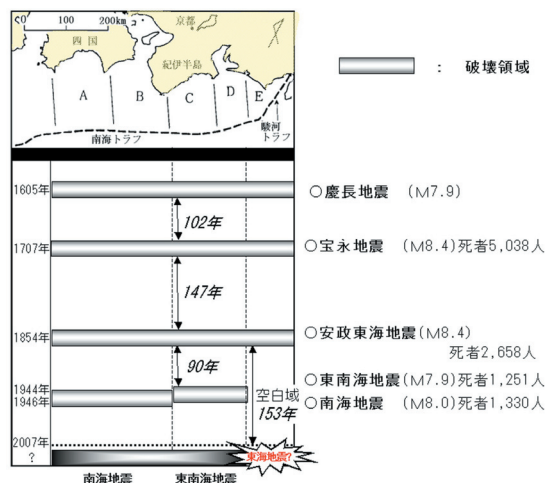 0 100 200km
京都
四国
紀伊半島
A B C D E
南海トラフ
駿河
トラフ
: 破壊領域
1605年
○慶長地震 (M7.9)
102年
1707年
○宝永地震 (M8.4)死者5,038人
147年
1854年
○安政東海地震(M8.4)
死者2,658人
90年
1944年
○東南海地震(M7.9)死者1,251人
1946年
○南海地震 (M8.0)死者1,330人
空白域
153年
2007年
?
東海地震?
南海地震 東南海地震